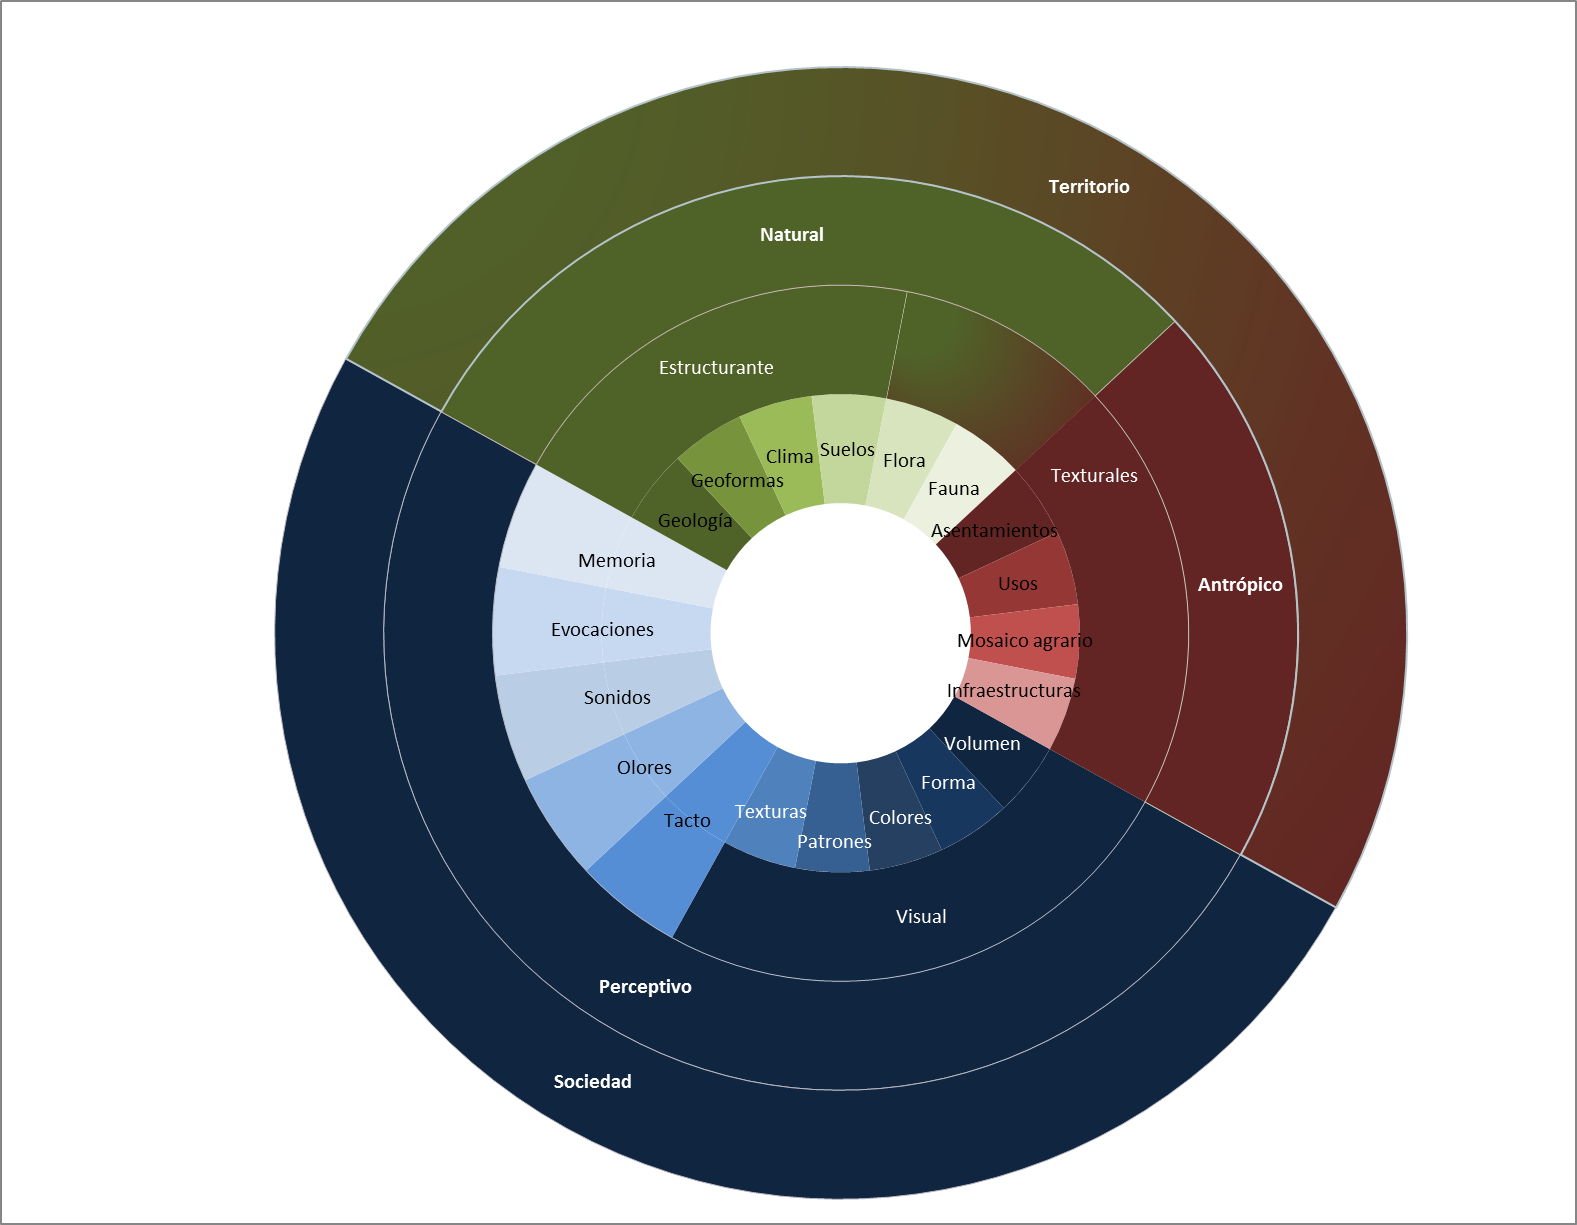 Territorio
Natural
Estructurante
Suelos
Clima
Flora
Geoformas
Fauna
Texturales
Geología
Asentamientos
Memoria
Usos
Antrópico
Evocaciones
Mosaico agrario
Sonidos
Infraestructuras
Volumen
Olores
Forma
Tacto
Texturas
Colores
Patrones
Visual
Perceptivo
Sociedad